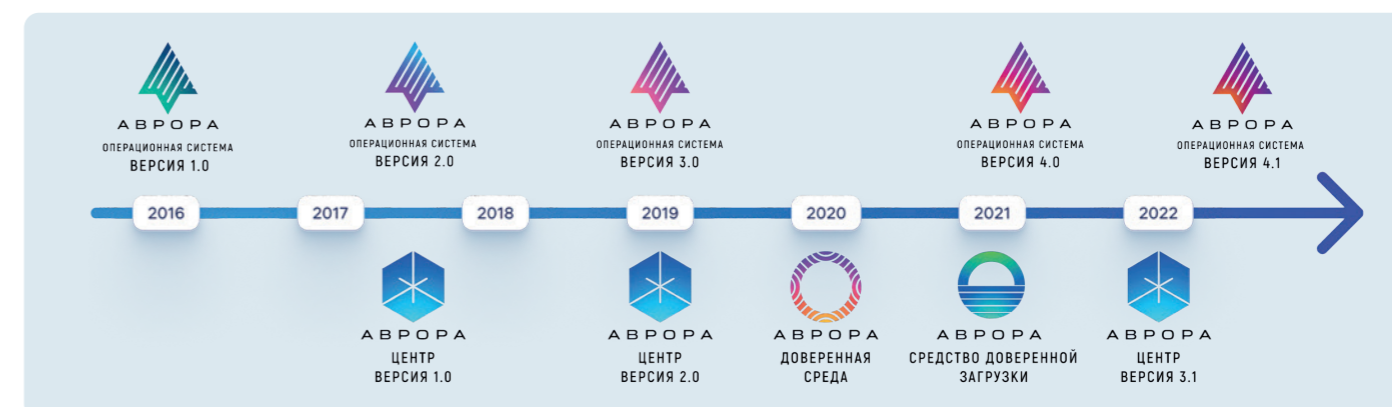 АВРОРА
ОПЕРАЦИОННАЯ СИСТЕМА
ВЕРСИЯ 1.0
АВРОРА
ОПЕРАЦИОННАЯ СИСТЕМА
ВЕРСИЯ 2.0
АВРОРА
ОПЕРАЦИОННАЯ СИСТЕМА
ВЕРСИЯ 3.0
АВРОРА
ОПЕРАЦИОННАЯ СИСТЕМА
ВЕРСИЯ 4.0
АВРОРА
ОПЕРАЦИОННАЯ СИСТЕМА
ВЕРСИЯ 4.1
2016
2017
2018
2019
2020
2021
2022
АВРОРА
ЦЕНТР
ВЕРСИЯ 1.0
АВРОРА
ЦЕНТР
ВЕРСИЯ 2.0
АВРОРА
ДОВЕРЕННАЯ
СРЕДА
АВРОРА
СРЕДСТВО ДОВЕРЕННОЙ
ЗАГРУЗКИ
АВРОРА
ЦЕНТР
ВЕРСИЯ 3.1